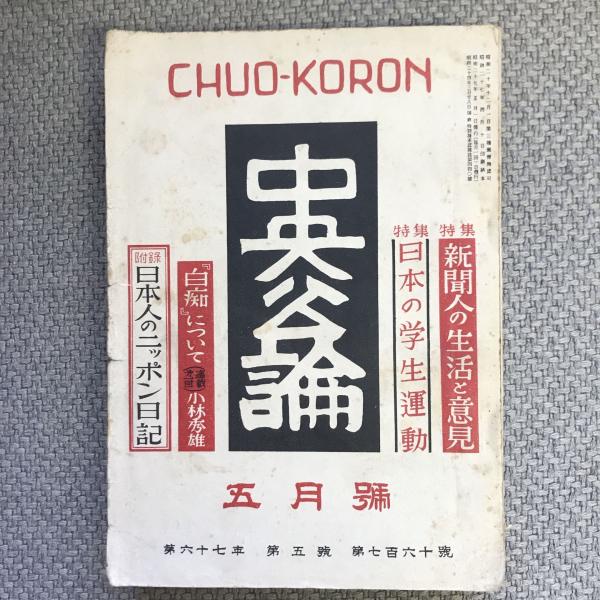 CHUO-KORON
中央公論
特集
新聞人の生活と意見
特集
日本の学生運動
『白痴』について
小林秀雄
附録
日本人のニッポン日記
五月號
第六十七年 第五號 第七百六十號